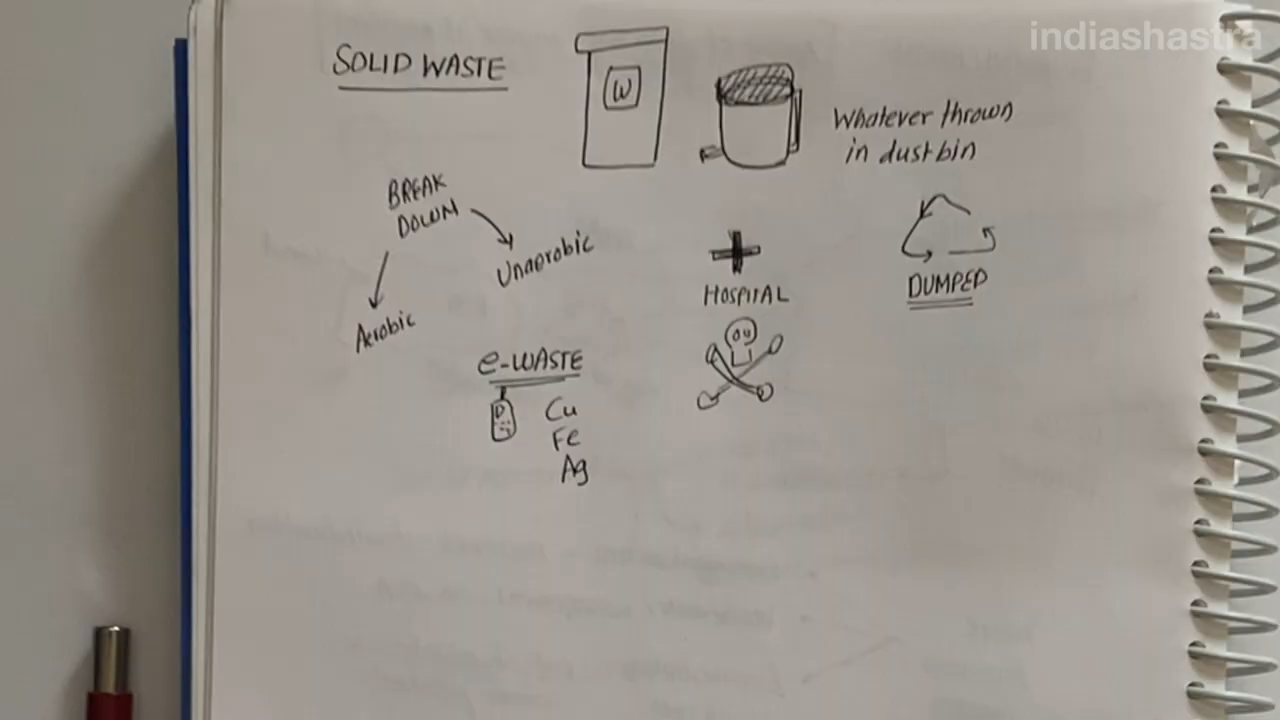 indiashastra
SOLID WASTE
W
Whatever thrown
in dustbin
BREAK
DOWN
Unaerobic
Aerobic
HOSPITAL
DUMPED
e-WASTE
Cu
Fe
Ag